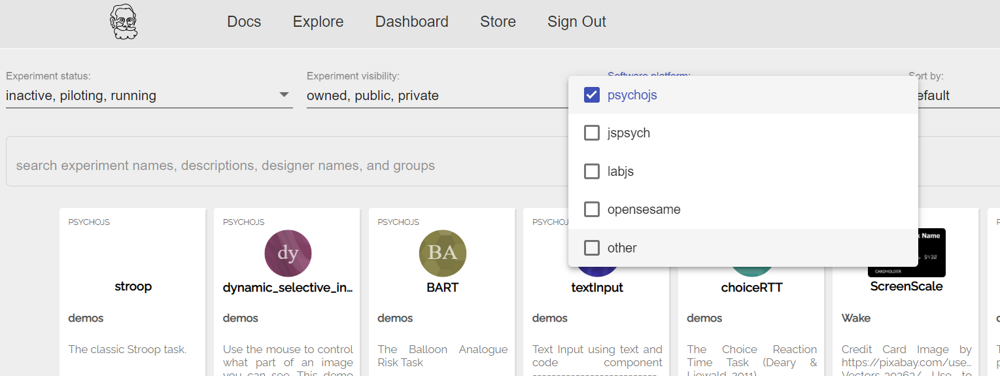 Docs Explore Dashboard Store Sign Out
Experiment status: Experiment visibility: Software platform: Sort by:
inactive, piloting, running owned, public, private efault
psychojs
jspsych
labjs
opensesame
other
search experiment names, descriptions, designer names, and groups
PSYCHOJS
stroop
demos
The classic Stroop task.
PSYCHOJS
dy
dynamic_selective_in...
demos
Use the mouse to control
what part of an image
you can see. This demo
PSYCHOJS
BA
BART
demos
The Balloon Analogue
Risk Task
PSYCHOJ
textInput
demos
Text Input using text and
code component
choiceRTT
demos
The Choice Reaction
Time Task (Deary &
Liewald, 2011)
k Name
5432
CARDHOLDER
ScreenScale
Wake
Credit Card Image by
https://pixabay.com/use...
Vectors-30363/ Use to